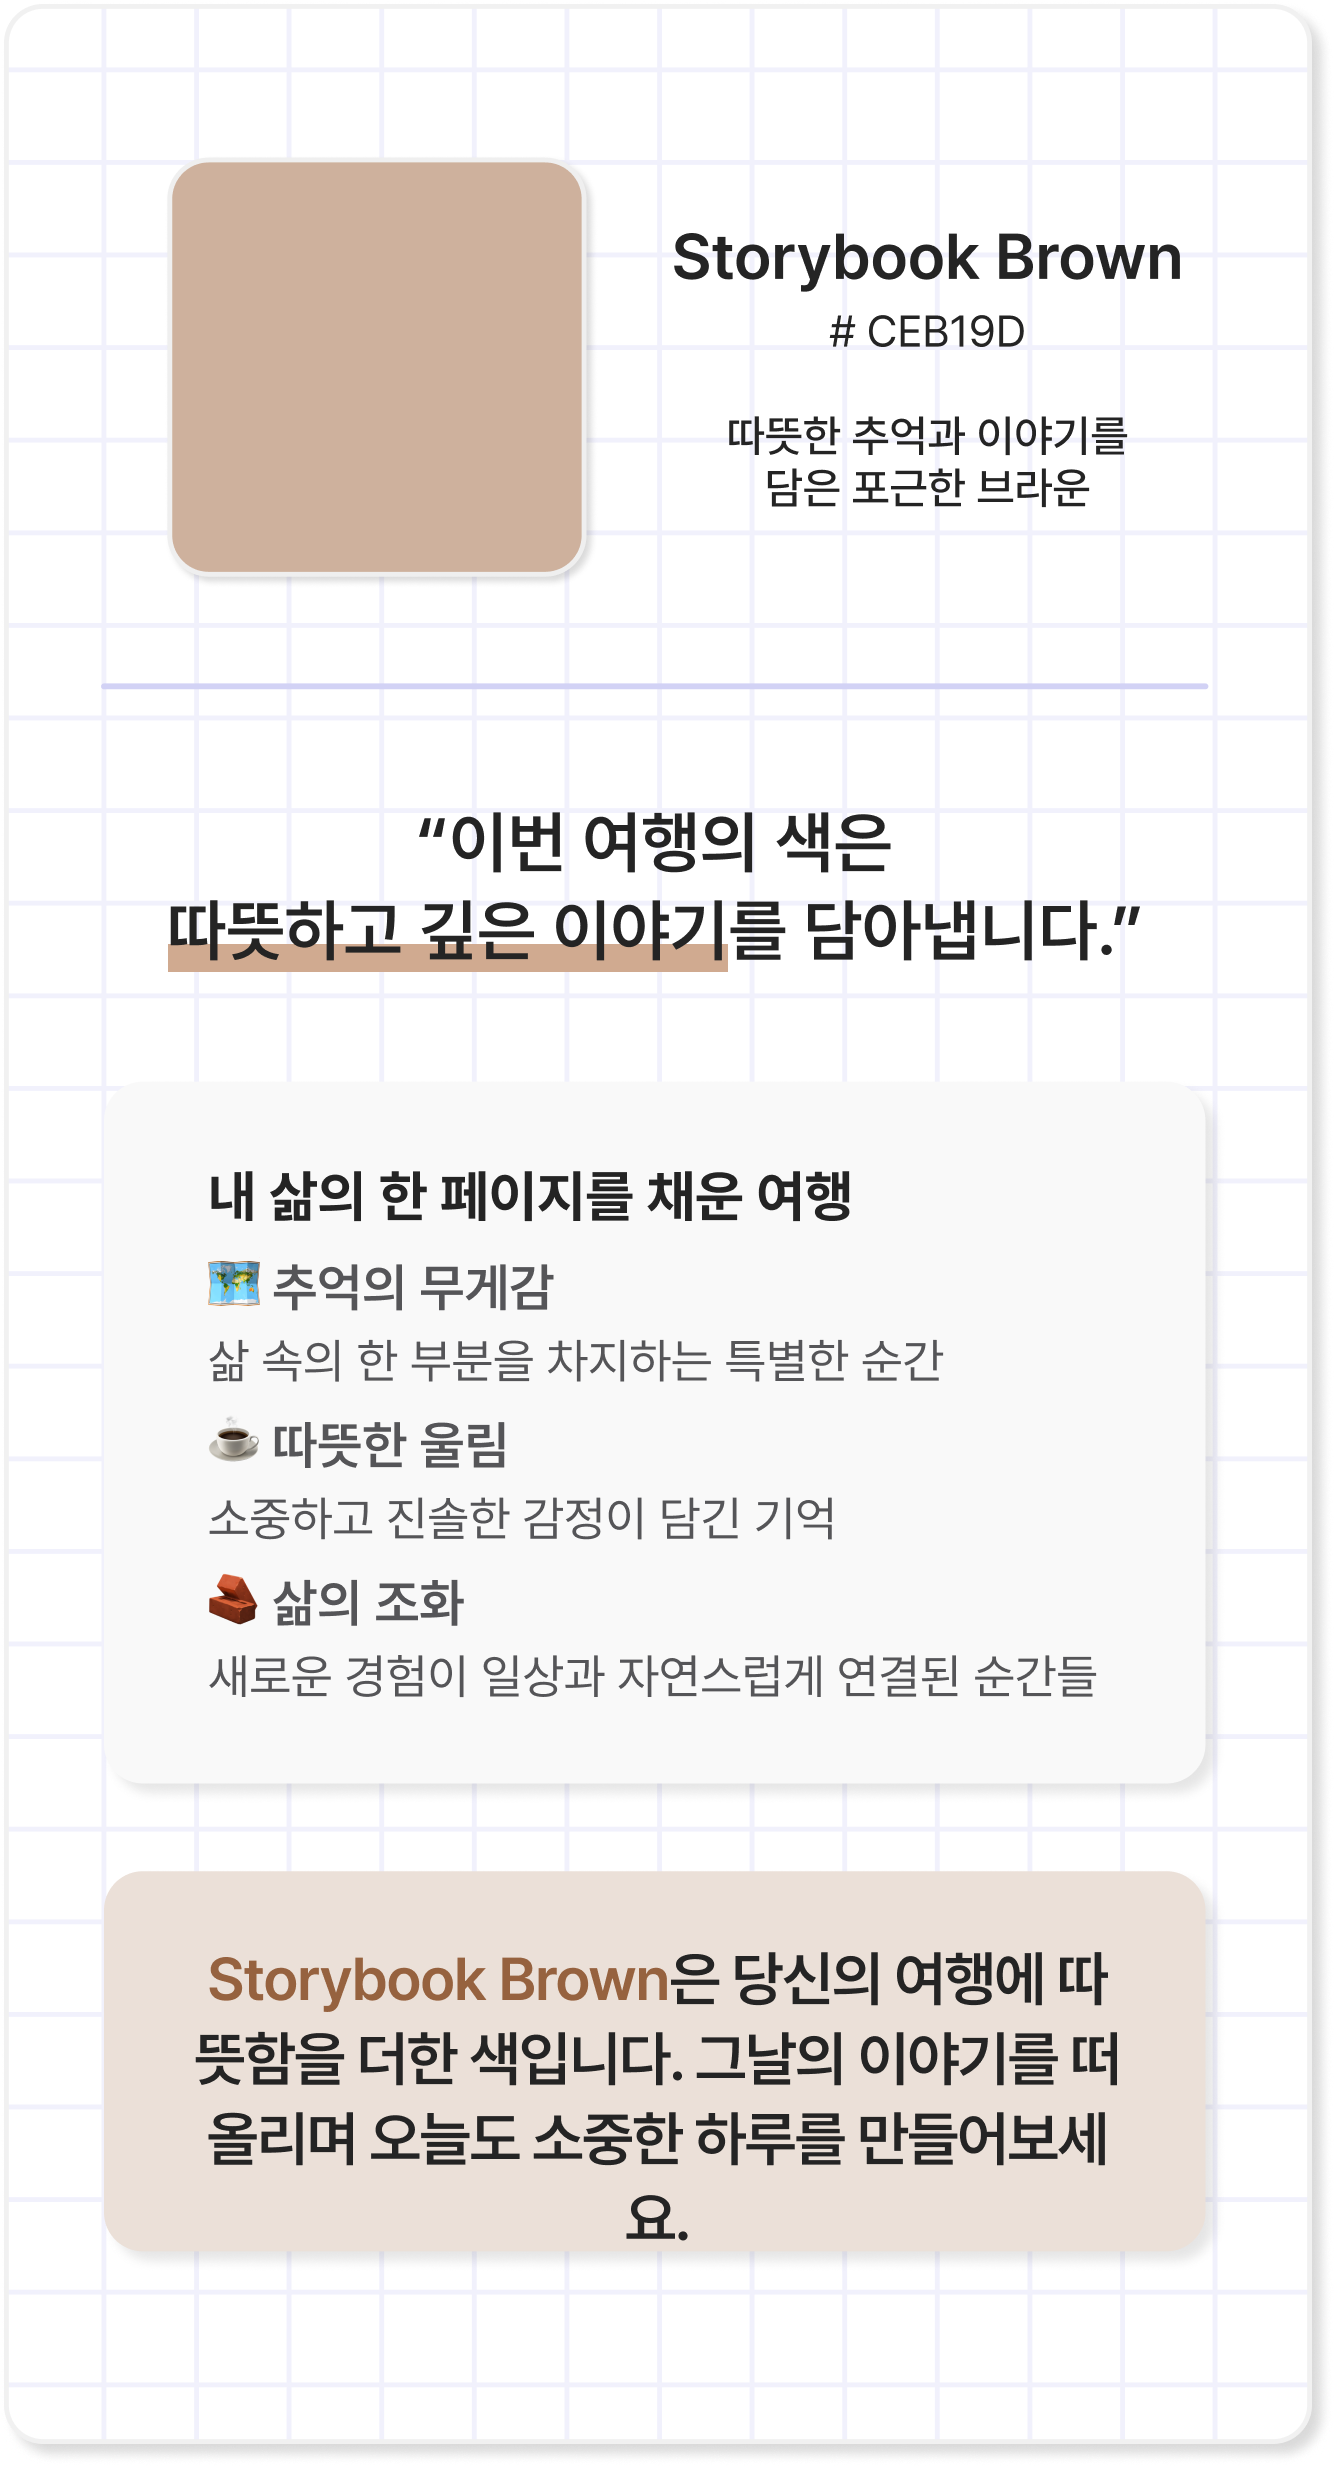 Storybook Brown
# CEB19D
따뜻한 추억과 이야기를
담은 포근한 브라운
“이번 여행의 색은
따뜻하고 깊은 이야기를 담아냅니다.”
내 삶의 한 페이지를 채운 여행
🗺️ 추억의 무게감
삶 속의 한 부분을 차지하는 특별한 순간
☕ 따뜻한 울림
소중하고 진솔한 감정이 담긴 기억
🧱 삶의 조화
새로운 경험이 일상과 자연스럽게 연결된 순간들
Storybook Brown은 당신의 여행에 따
뜻함을 더한 색입니다. 그날의 이야기를 떠
올리며 오늘도 소중한 하루를 만들어보세
요.